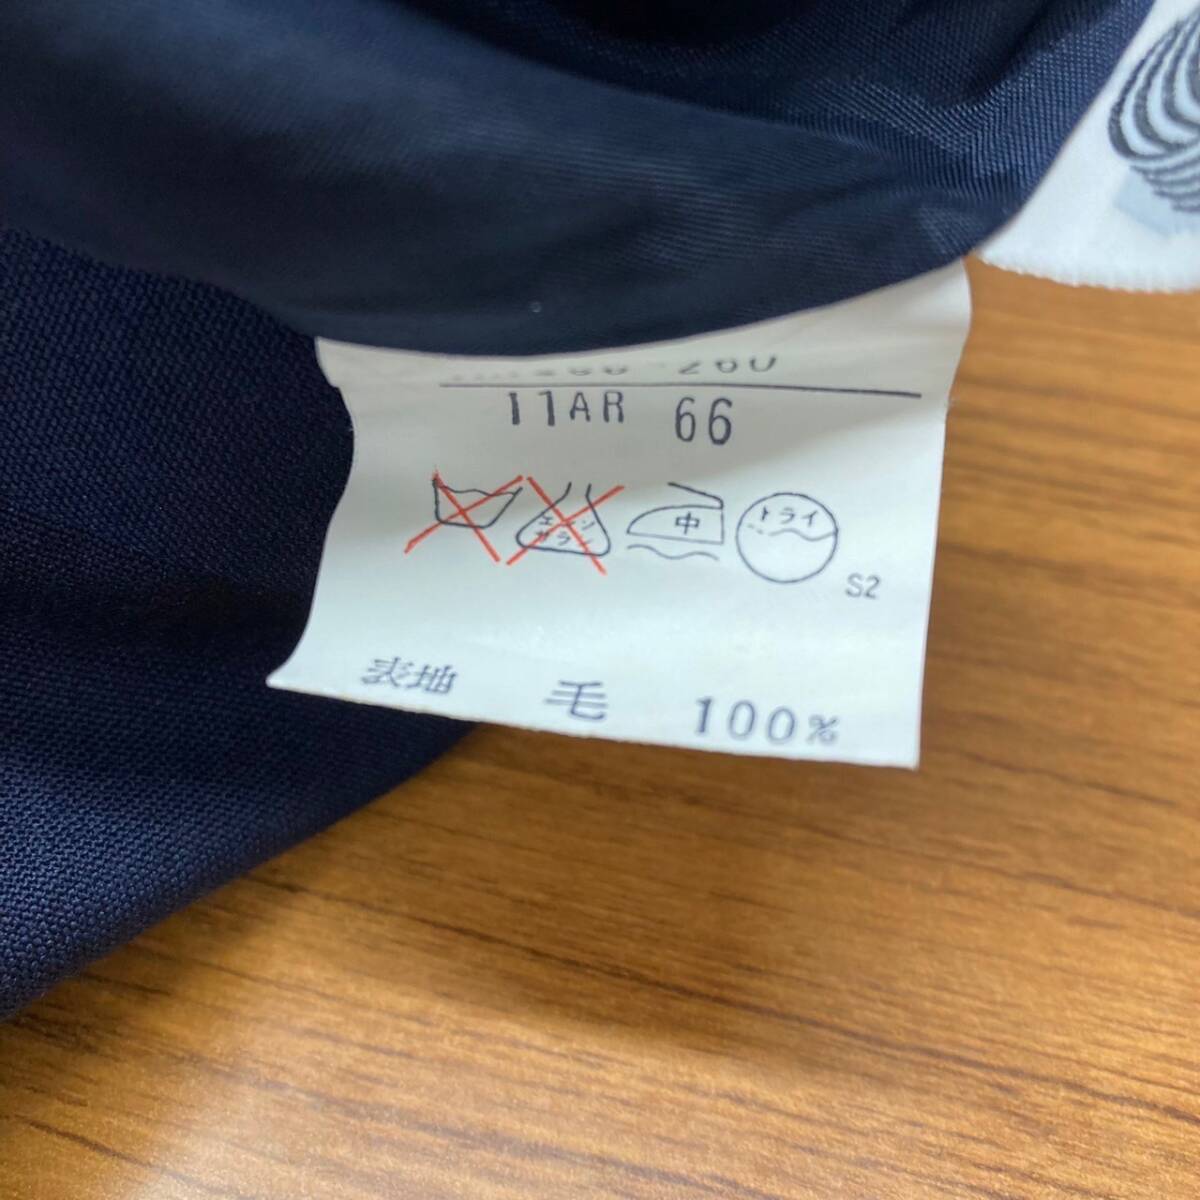 11AR 66
エンソ
サラシ
中
ドライ
S2
表地 毛 100%